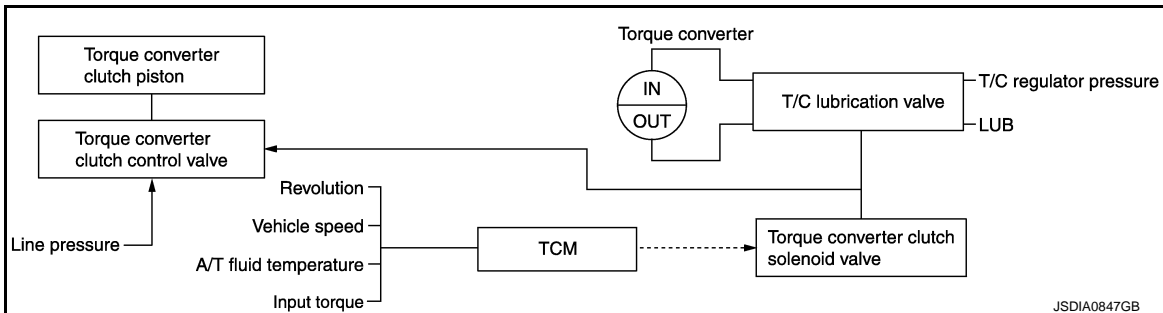 Torque converter
clutch piston
Torque converter
clutch control valve
Line pressure
Revolution
Vehicle speed
A/T fluid temperature
Input torque
TCM
Torque converter
IN
OUT
T/C lubrication valve
T/C regulator pressure
LUB
Torque converter clutch
solenoid valve
JSDIA0847GB